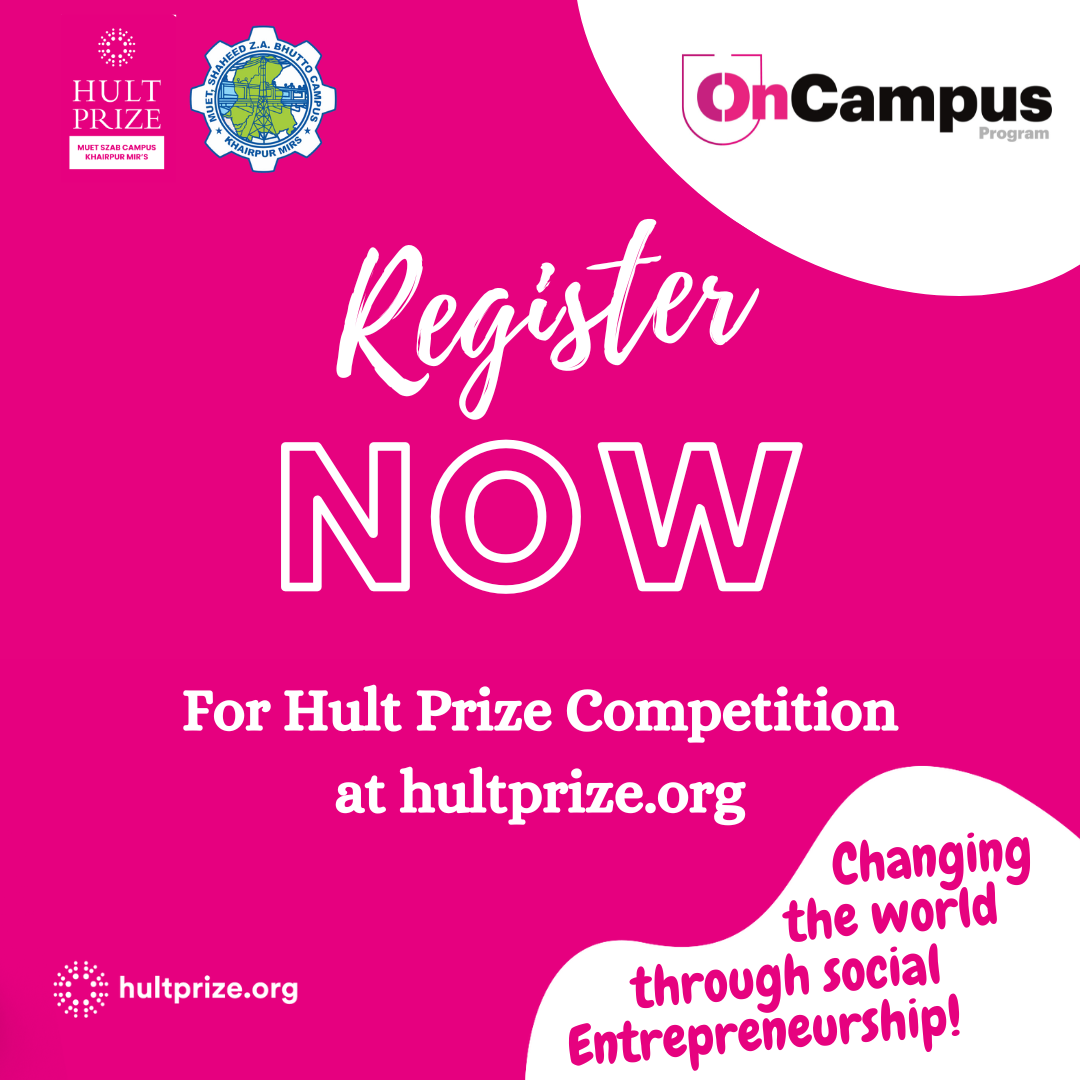 HULT
PRIZE
MUET SZAB CAMPUS
KHAIRPUR MIR'S
MUET, SHAHEED Z.A. BHUTTO CAMPUS
KHAIRPUR MIRS
OnCampus
Program
Register
NOW
For Hult Prize Competition
at hultprize.org
Changing
the world
through social
Entrepreneurship!
hultprize.org